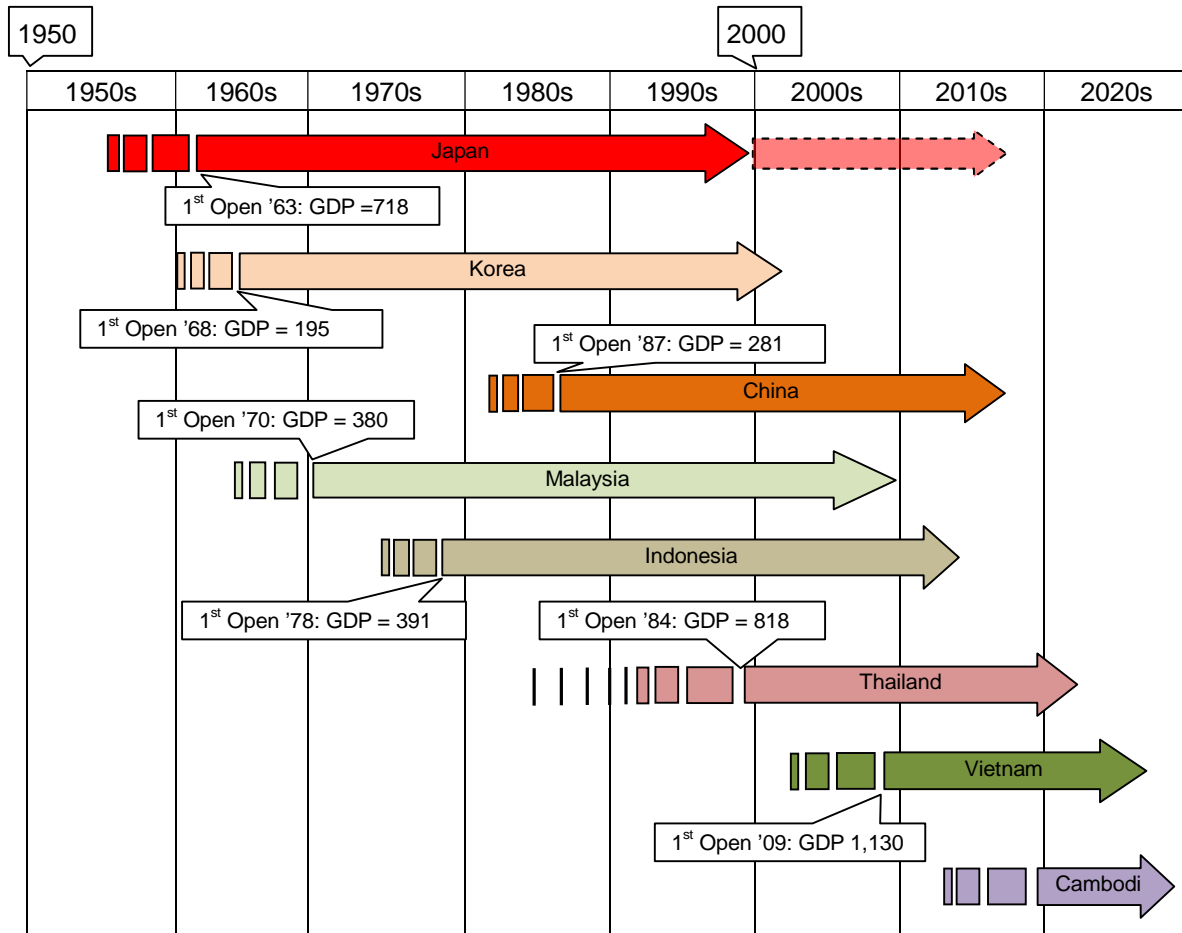 1950
2000
1950s 1960s 1970s 1980s 1990s 2000s 2010s 2020s
Japan
1st Open ’63: GDP =718
Korea
1st Open ’68: GDP = 195
1st Open ’87: GDP = 281
China
1st Open ’70: GDP = 380
Malaysia
Indonesia
1st Open ’78: GDP = 391
1st Open ’84: GDP = 818
Thailand
Vietnam
1st Open ’09: GDP 1,130
Cambodi